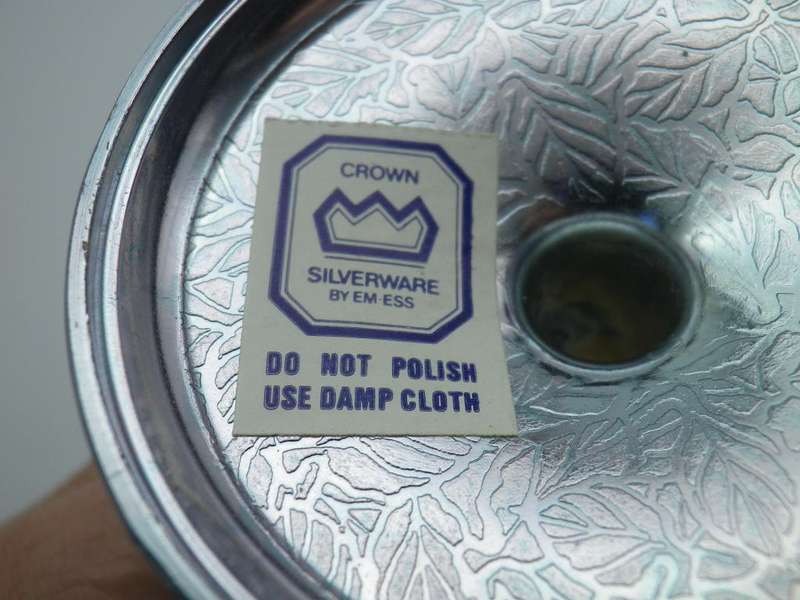 CROWN
SILVERWARE
BY EM-ESS
DO NOT POLISH
USE DAMP CLOTH